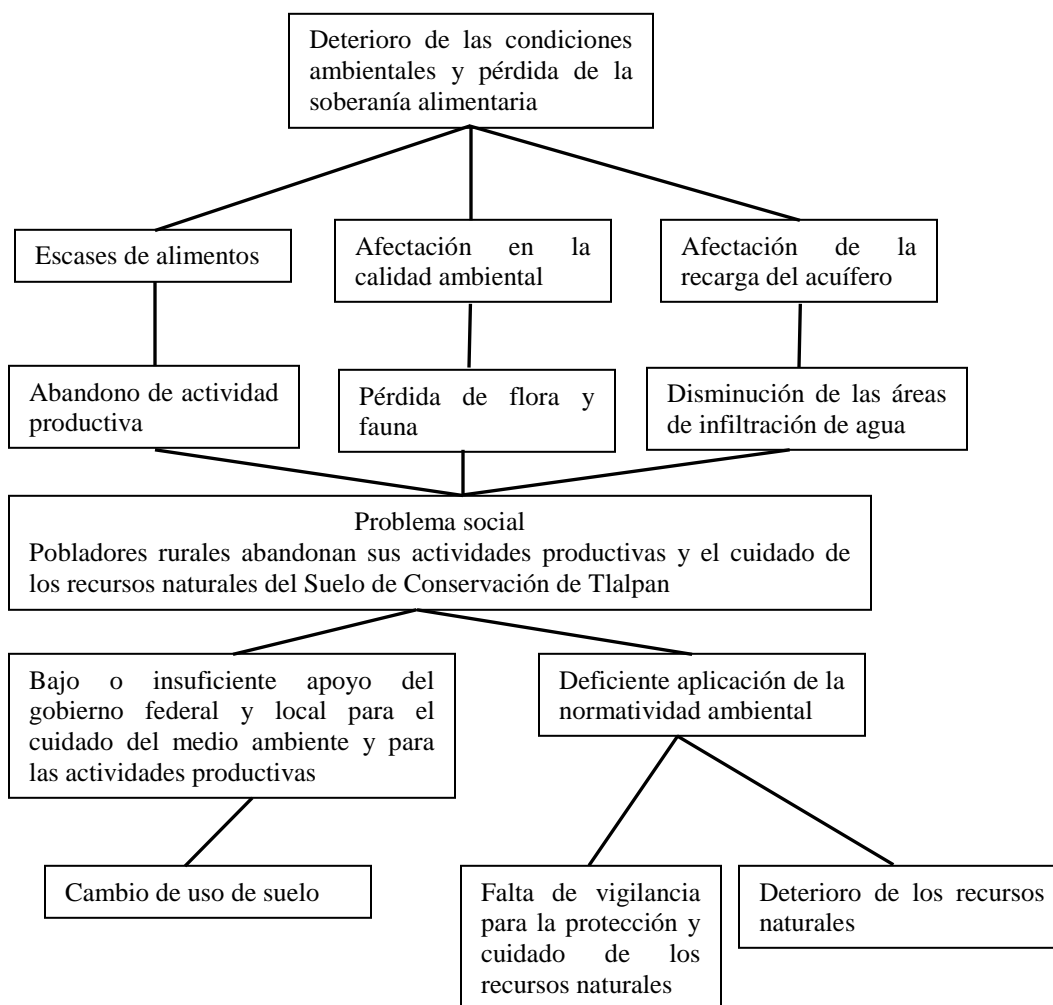 Deterioro de las condiciones
ambientales y pérdida de la
soberanía alimentaria
Escases de alimentos
Afectación en la
calidad ambiental
Afectación de la
recarga del acuífero
Abandono de actividad
productiva
Pérdida de flora y
fauna
Disminución de las áreas
de infiltración de agua
Problema social
Pobladores rurales abandonan sus actividades productivas y el cuidado de
los recursos naturales del Suelo de Conservación de Tlalpan
Bajo o insuficiente apoyo del
gobierno federal y local para el
cuidado del medio ambiente y para
las actividades productivas
Deficiente aplicación de la
normatividad ambiental
Cambio de uso de suelo
Falta de vigilancia
para la protección y
cuidado de los
recursos naturales
Deterioro de los recursos
naturales